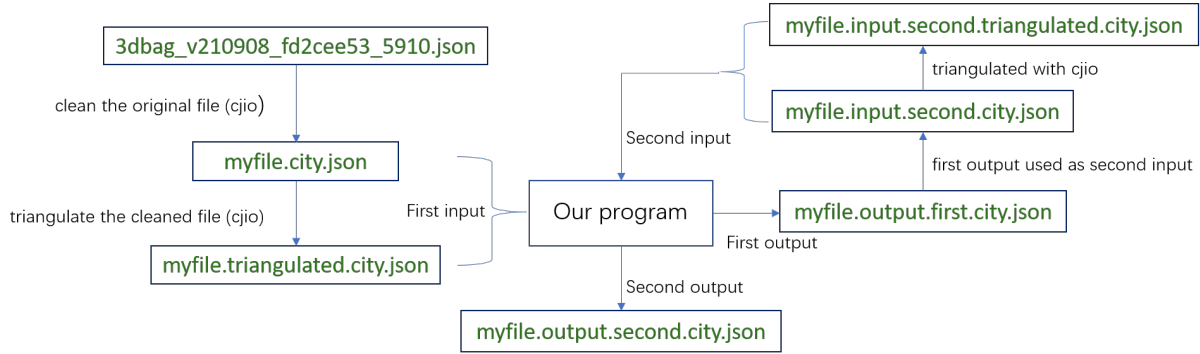 3dbag_v210908_fd2cee53_5910.json
clean the original file (cjio)
myfile.city.json
triangulate the cleaned file (cjio)
myfile.triangulated.city.json
First input
Our program
First output
myfile.output.first.city.json
first output used as second input
myfile.input.second.city.json
triangulated with cjio
myfile.input.second.triangulated.city.json
Second input
Second output
myfile.output.second.city.json